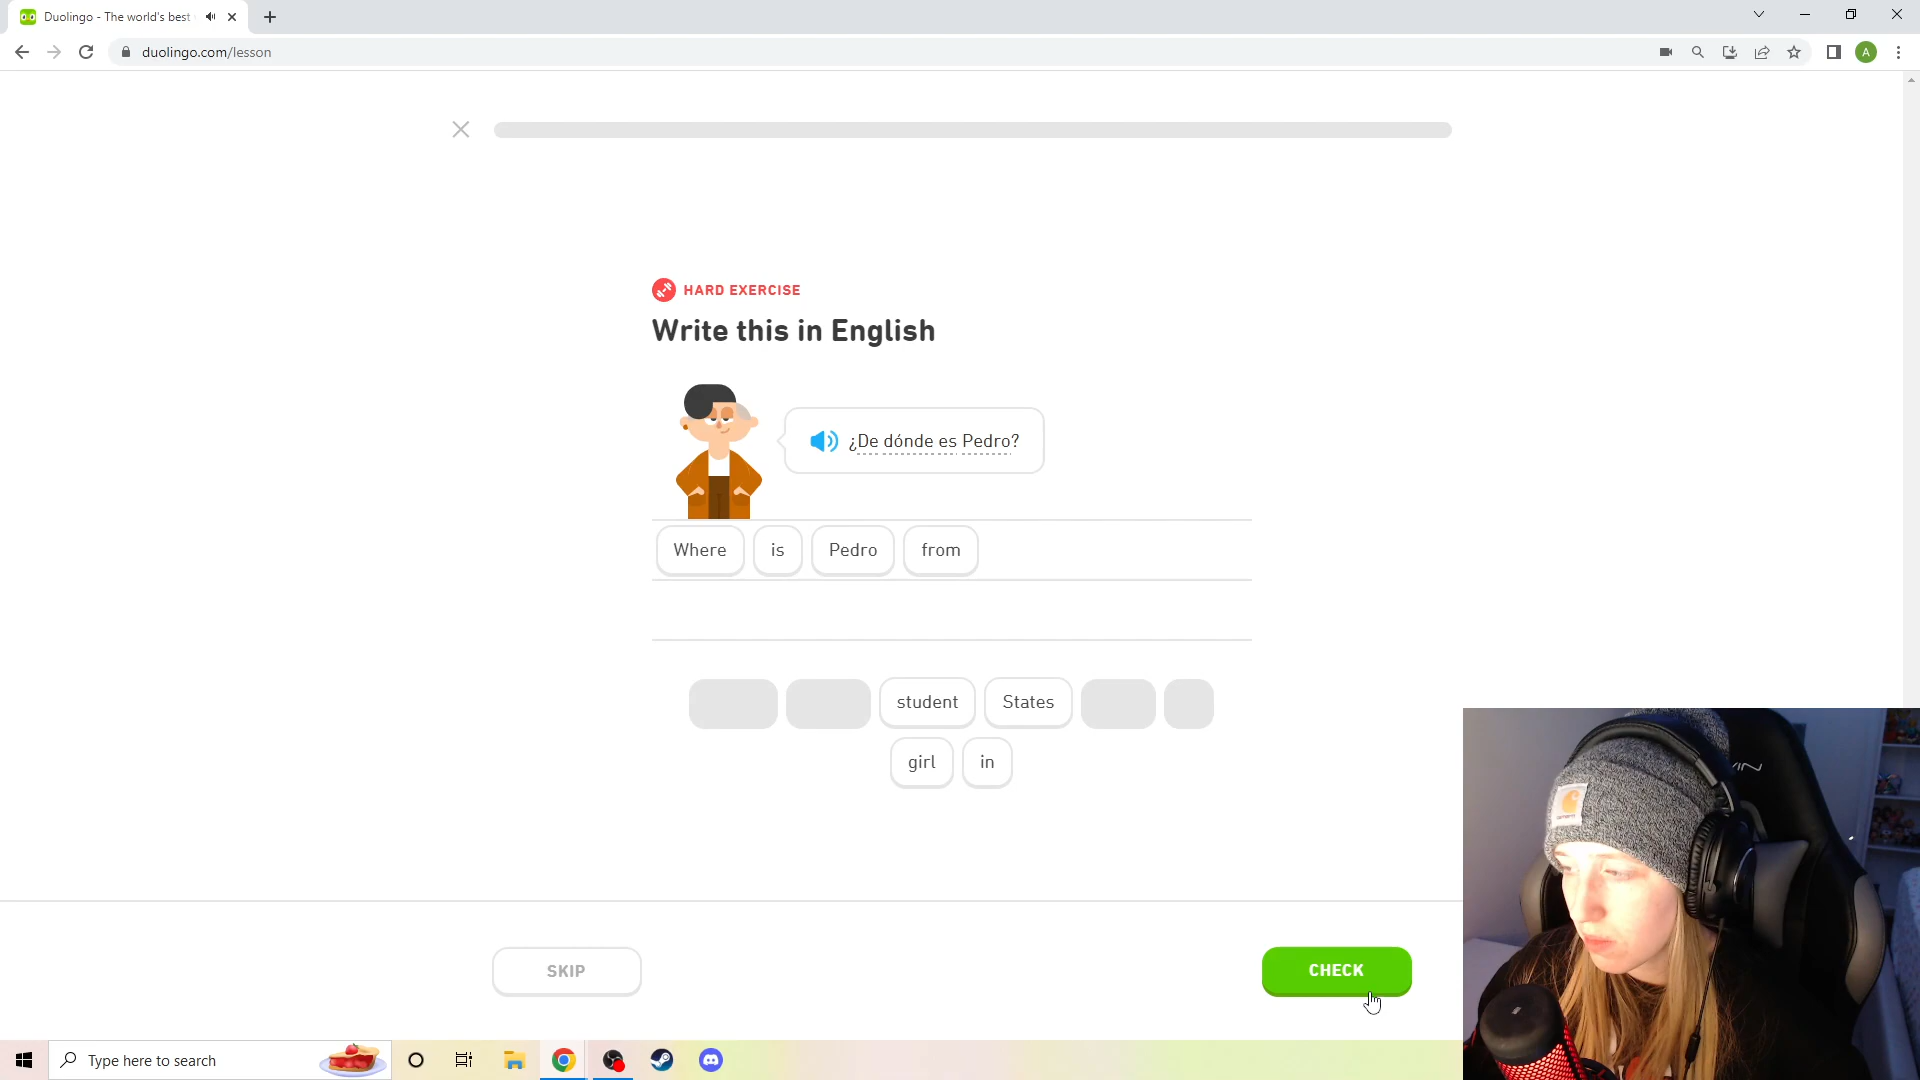 Duolingo - The world's best
duolingo.com/lesson
A
HARD EXERCISE
Write this in English
¿De dónde es Pedro?
Where is Pedro from
student States
girl in
SKIP
CHECK
Type here to search